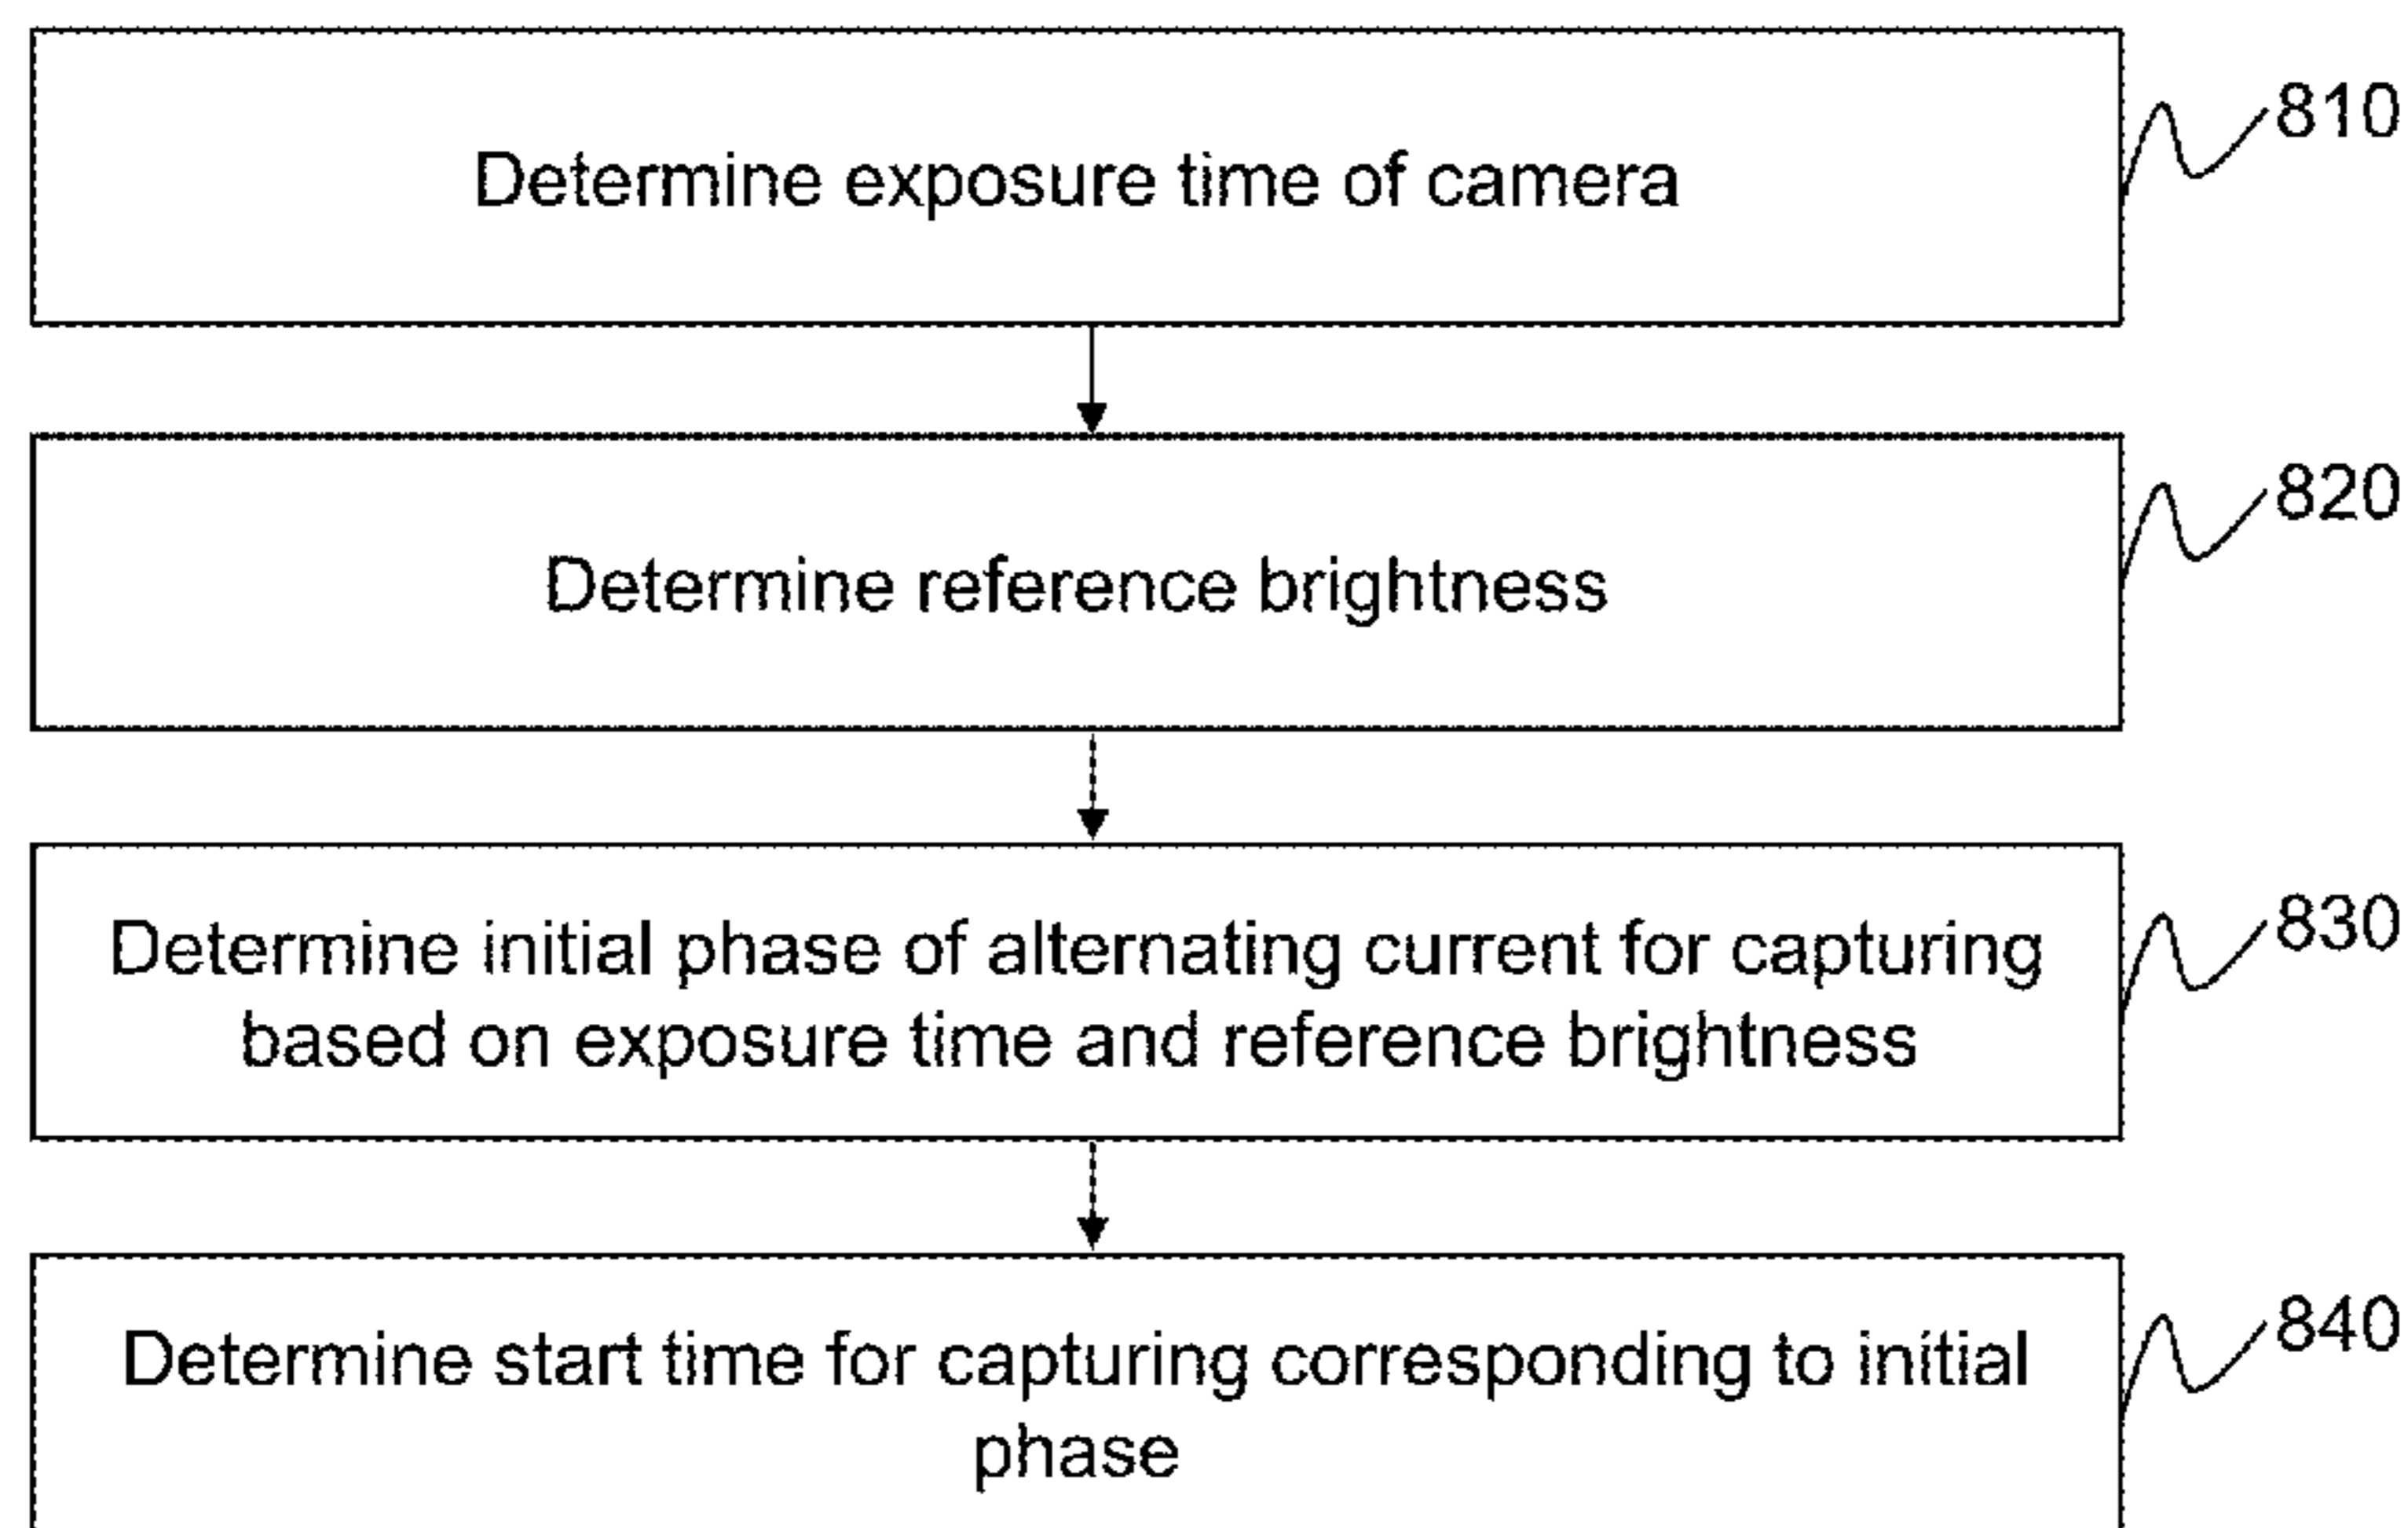 Determine exposure time of camera
810
Determine reference brightness
820
Determine initial phase of alternating current for capturing
based on exposure time and reference brightness
830
Determine start time for capturing corresponding to initial
phase
840